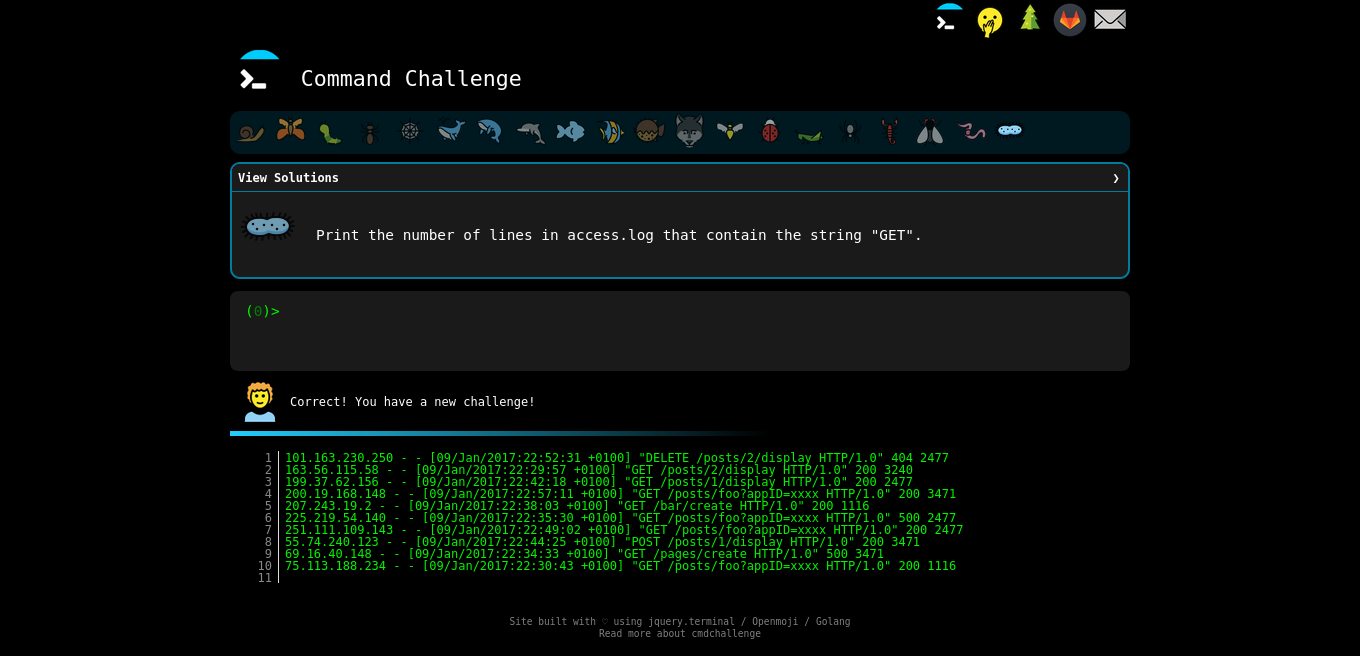 Command Challenge
View Solutions ❯
Print the number of lines in access.log that contain the string "GET".
(0)>
Correct! You have a new challenge!
1 101.163.230.250 - - [09/Jan/2017:22:52:31 +0100] "DELETE /posts/2/display HTTP/1.0" 404 2477
2 163.56.115.58 - - [09/Jan/2017:22:29:57 +0100] "GET /posts/2/display HTTP/1.0" 200 3240
3 199.37.62.156 - - [09/Jan/2017:22:42:18 +0100] "GET /posts/1/display HTTP/1.0" 200 2477
4 200.19.168.148 - - [09/Jan/2017:22:57:11 +0100] "GET /posts/foo?appID=xxxx HTTP/1.0" 200 3471
5 207.243.19.2 - - [09/Jan/2017:22:38:03 +0100] "GET /bar/create HTTP/1.0" 200 1116
6 225.219.54.140 - - [09/Jan/2017:22:35:30 +0100] "GET /posts/foo?appID=xxxx HTTP/1.0" 500 2477
7 251.111.109.143 - - [09/Jan/2017:22:49:02 +0100] "GET /posts/foo?appID=xxxx HTTP/1.0" 200 2477
8 55.74.240.123 - - [09/Jan/2017:22:44:25 +0100] "POST /posts/1/display HTTP/1.0" 200 3471
9 69.16.40.148 - - [09/Jan/2017:22:34:33 +0100] "GET /pages/create HTTP/1.0" 500 3471
10 75.113.188.234 - - [09/Jan/2017:22:30:43 +0100] "GET /posts/foo?appID=xxxx HTTP/1.0" 200 1116
11
Site built with ♡ using jquery.terminal / Openmoji / Golang
Read more about cmdchallenge